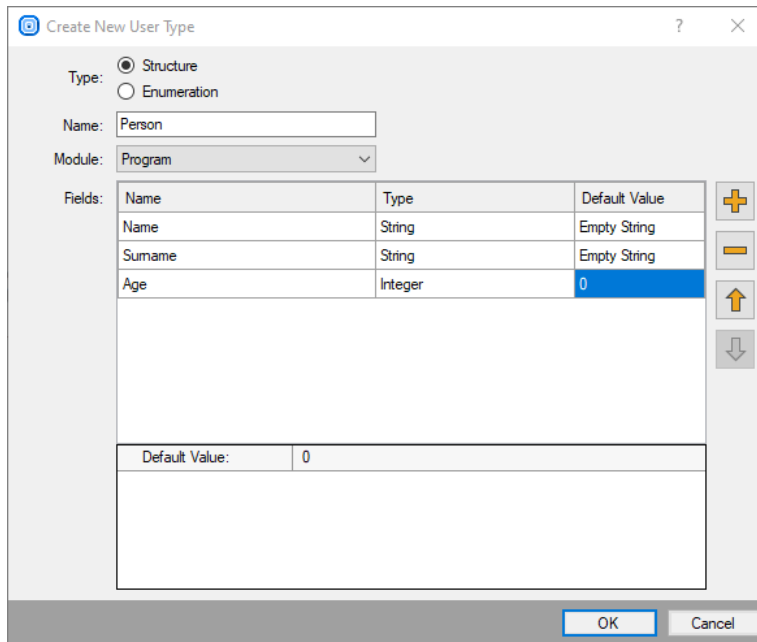 Create New User Type ?
Type: Structure
Enumeration
Name: Person
Module: Program
Fields: Name Type Default Value
Name String Empty String
Surname String Empty String
Age Integer 0
Default Value: 0
OK Cancel